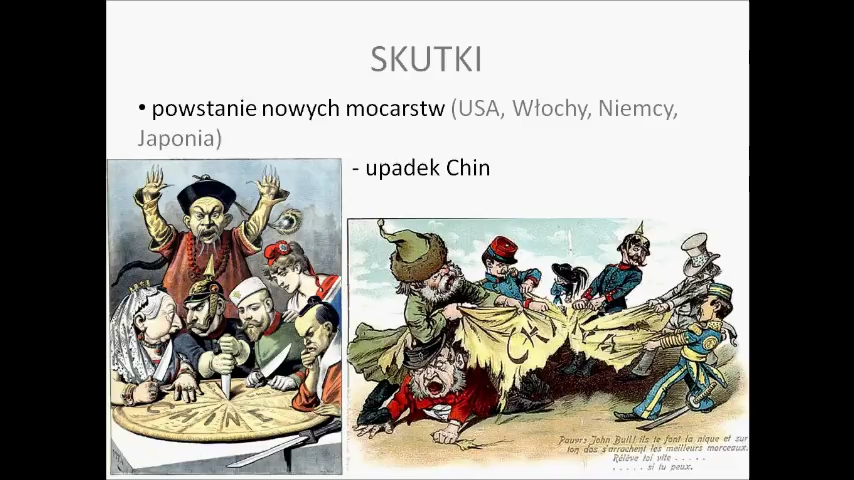 SKUTKI
• powstanie nowych mocarstw (USA, Włochy, Niemcy,
Japonia)
- upadek Chin
CHINE
Pauvre John Bull! ils te font la nique et sur
ton dos s'arrachent les meilleurs morceaux.
Rélève toi vite . . . . .
. . . . . si tu peux.